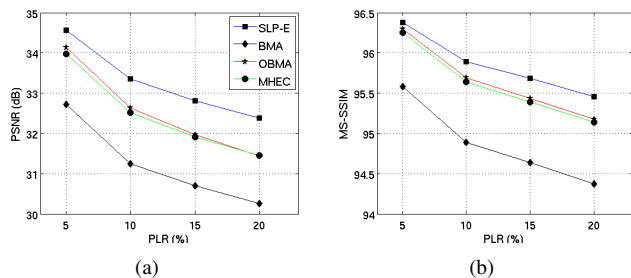 35
34
33
32
31
30
PSNR (dB)
5 10 15 20
PLR (%)
SLP-E
BMA
OBMA
MHEC
(a)
96.5
96
95.5
95
94.5
94
MS-SSIM
5 10 15 20
PLR (%)
(b)